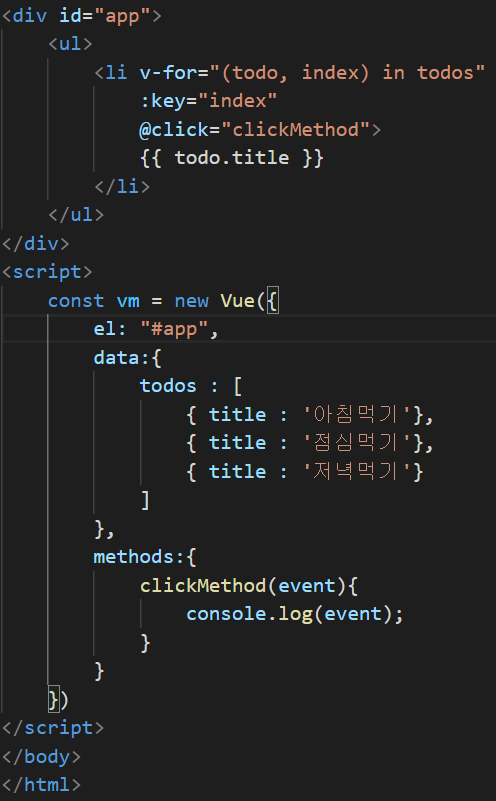 <div id="app">
    <ul>
        <li v-for="(todo, index) in todos"
            :key="index"
            @click="clickMethod">
            {{ todo.title }}
        </li>
    </ul>
</div>
<script>
    const vm = new Vue({
        el: "#app",
        data:{
            todos : [
                { title : '아침먹기'},
                { title : '점심먹기'},
                { title : '저녁먹기'}
            ]
        },
        methods:{
            clickMethod(event){
                console.log(event);
            }
        }
    })
</script>
</body>
</html>